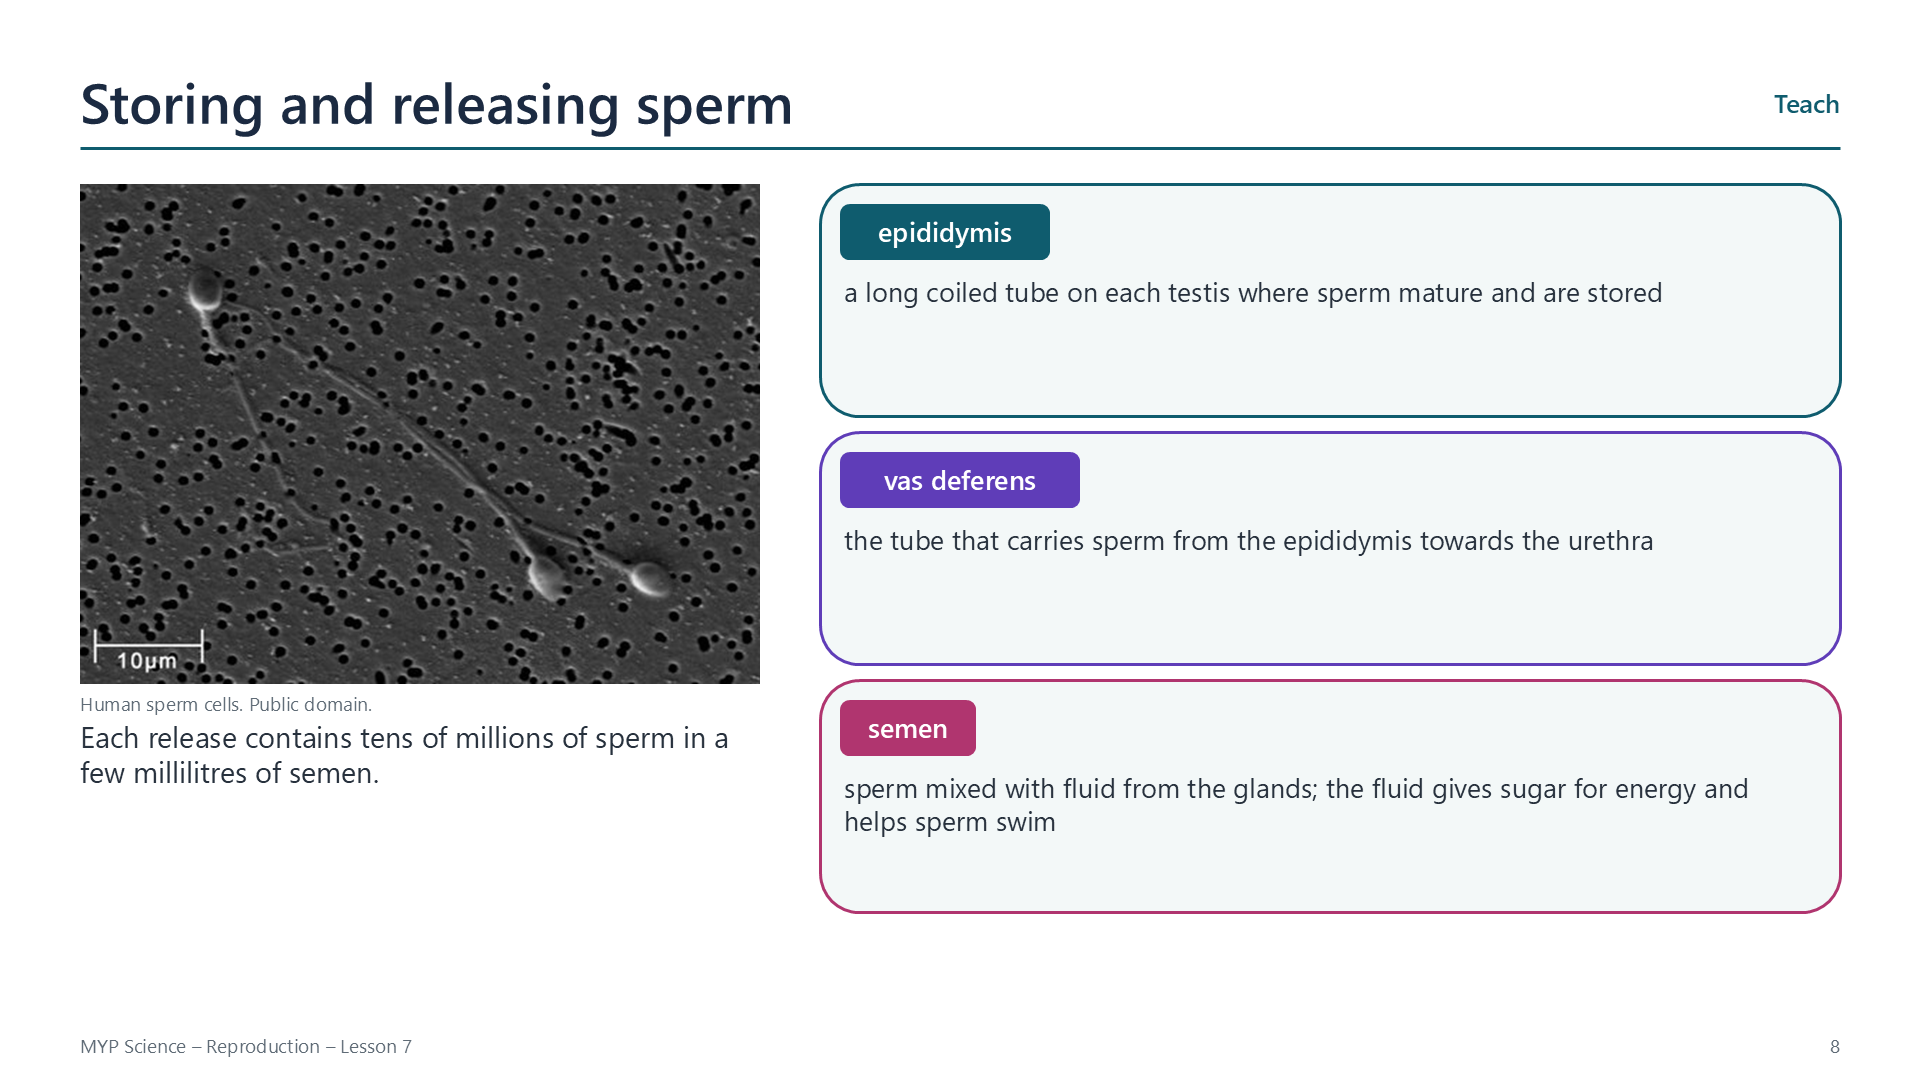 Storing and releasing sperm
Teach
10µm
Human sperm cells. Public domain.
Each release contains tens of millions of sperm in a
few millilitres of semen.
epididymis
a long coiled tube on each testis where sperm mature and are stored
vas deferens
the tube that carries sperm from the epididymis towards the urethra
semen
sperm mixed with fluid from the glands; the fluid gives sugar for energy and
helps sperm swim
MYP Science – Reproduction – Lesson 7
8